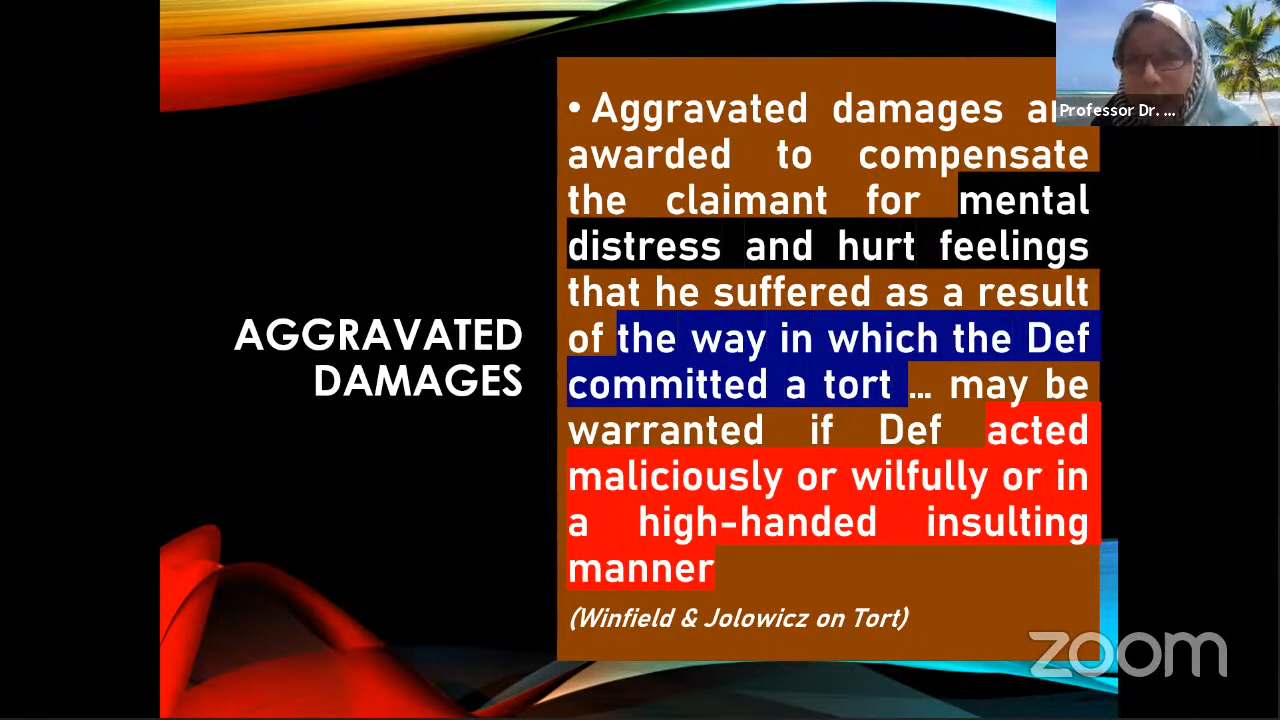 AGGRAVATED
DAMAGES
• Aggravated damages
awarded to compensate
the claimant for mental
distress and hurt feelings
that he suffered as a result
of the way in which the Def
committed a tort ... may be
warranted if Def acted
maliciously or wilfully or in
a high-handed insulting
manner
(Winfield & Jolowicz on Tort)
Professor Dr. ...
zoom